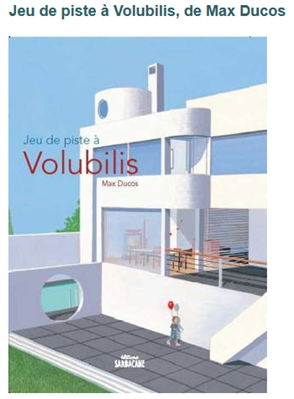 Jeu de piste à Volubilis, de Max Ducos
Jeu de piste à
Volubilis
Max Ducos
éditions
SARBACANE